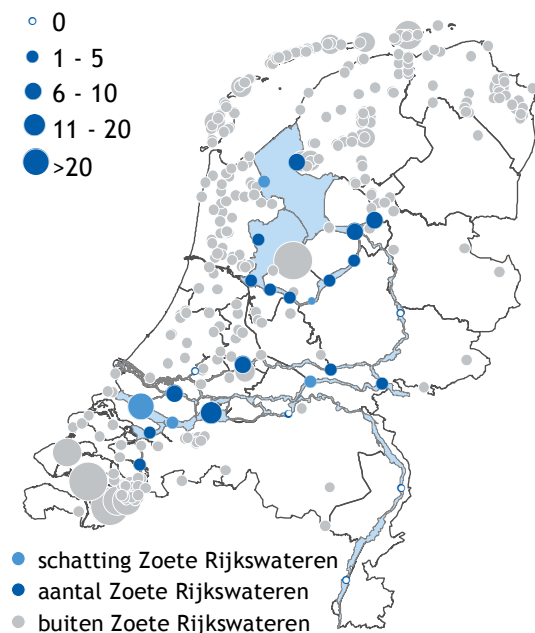 0
1 - 5
6 - 10
11 - 20
>20
schatting Zoete Rijkswateren
aantal Zoete Rijkswateren
buiten Zoete Rijkswateren